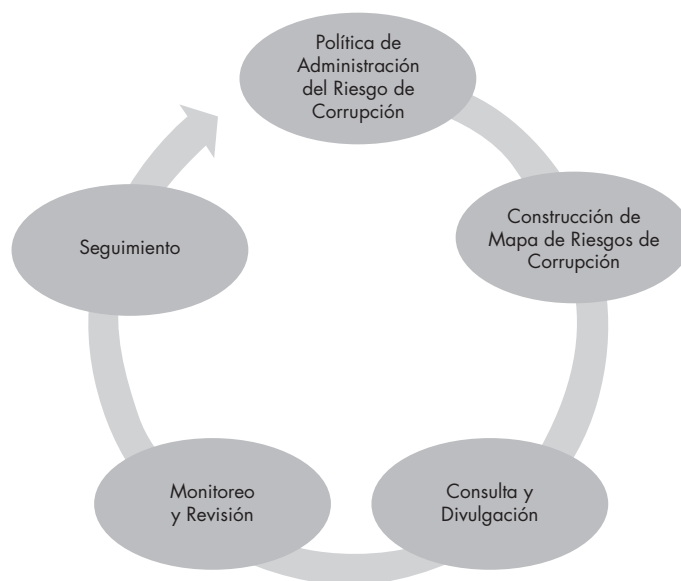 Política de
Administración
del Riesgo de
Corrupción
Construcción de
Mapa de Riesgos de
Corrupción
Consulta y
Divulgación
Monitoreo
y Revisión
Seguimiento